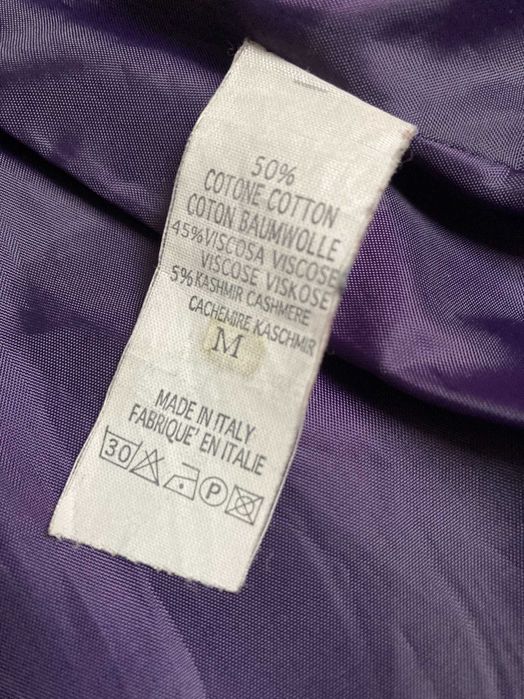 50%
COTONE COTTON
COTON BAUMWOLLE
45%VISCOSA VISCOSE
VISCOSE VISKOSE
5% KASHMIR CASHMERE
CACHEMIRE KASCHMIR
M
MADE IN ITALY
FABRIQUE' EN ITALIE
30 P